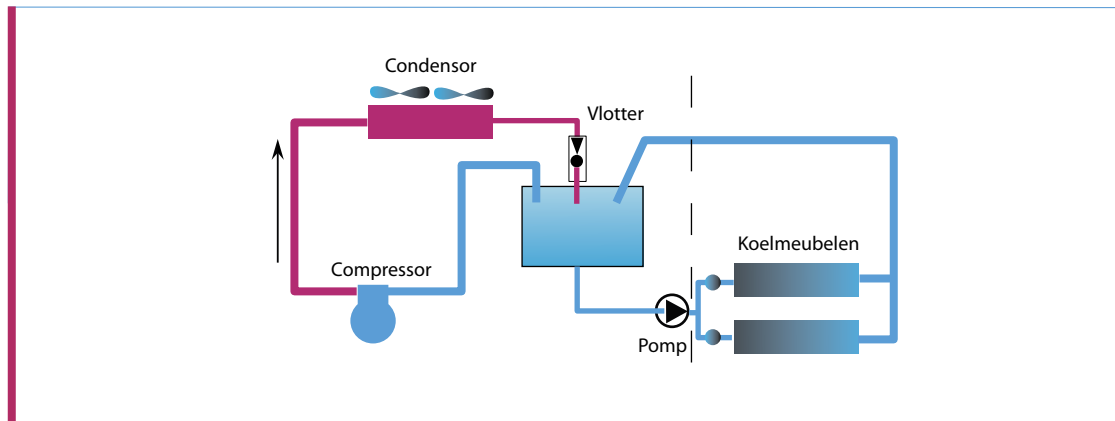 Condensor
Vlotter
Koelmeubelen
Compressor
Pomp